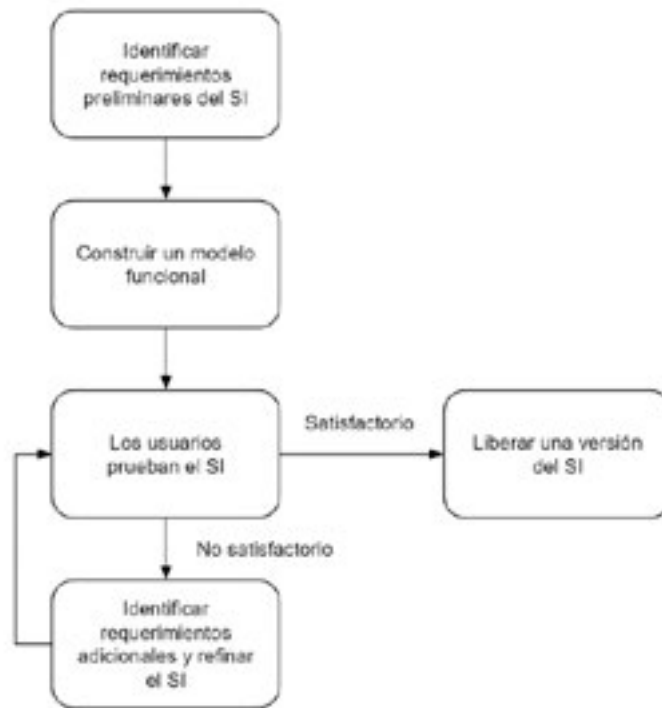 Identificar
requerimientos
preliminares del SI
Construir un modelo
funcional
Los usuarios
prueban el SI
Satisfactorio
Liberar una versión
del SI
No satisfactorio
Identificar
requerimientos
adicionales y refinar
el SI